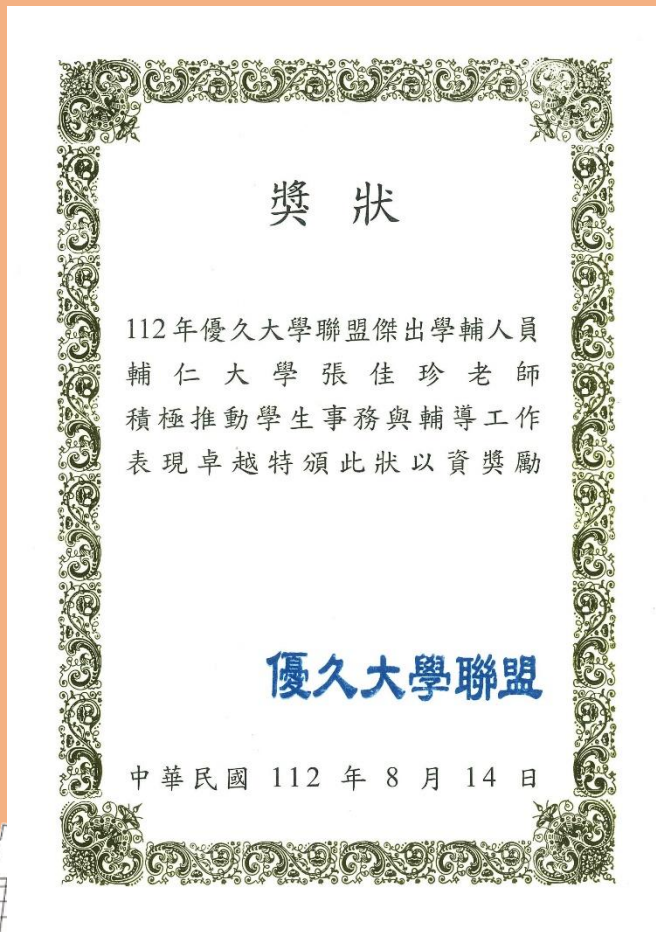 獎狀
112年優久大學聯盟傑出學輔人員
輔仁大學張佳珍老師
積極推動學生事務與輔導工作
表現卓越特頒此狀以資獎勵
優久大學聯盟
中華民國 112 年 8 月 14 日